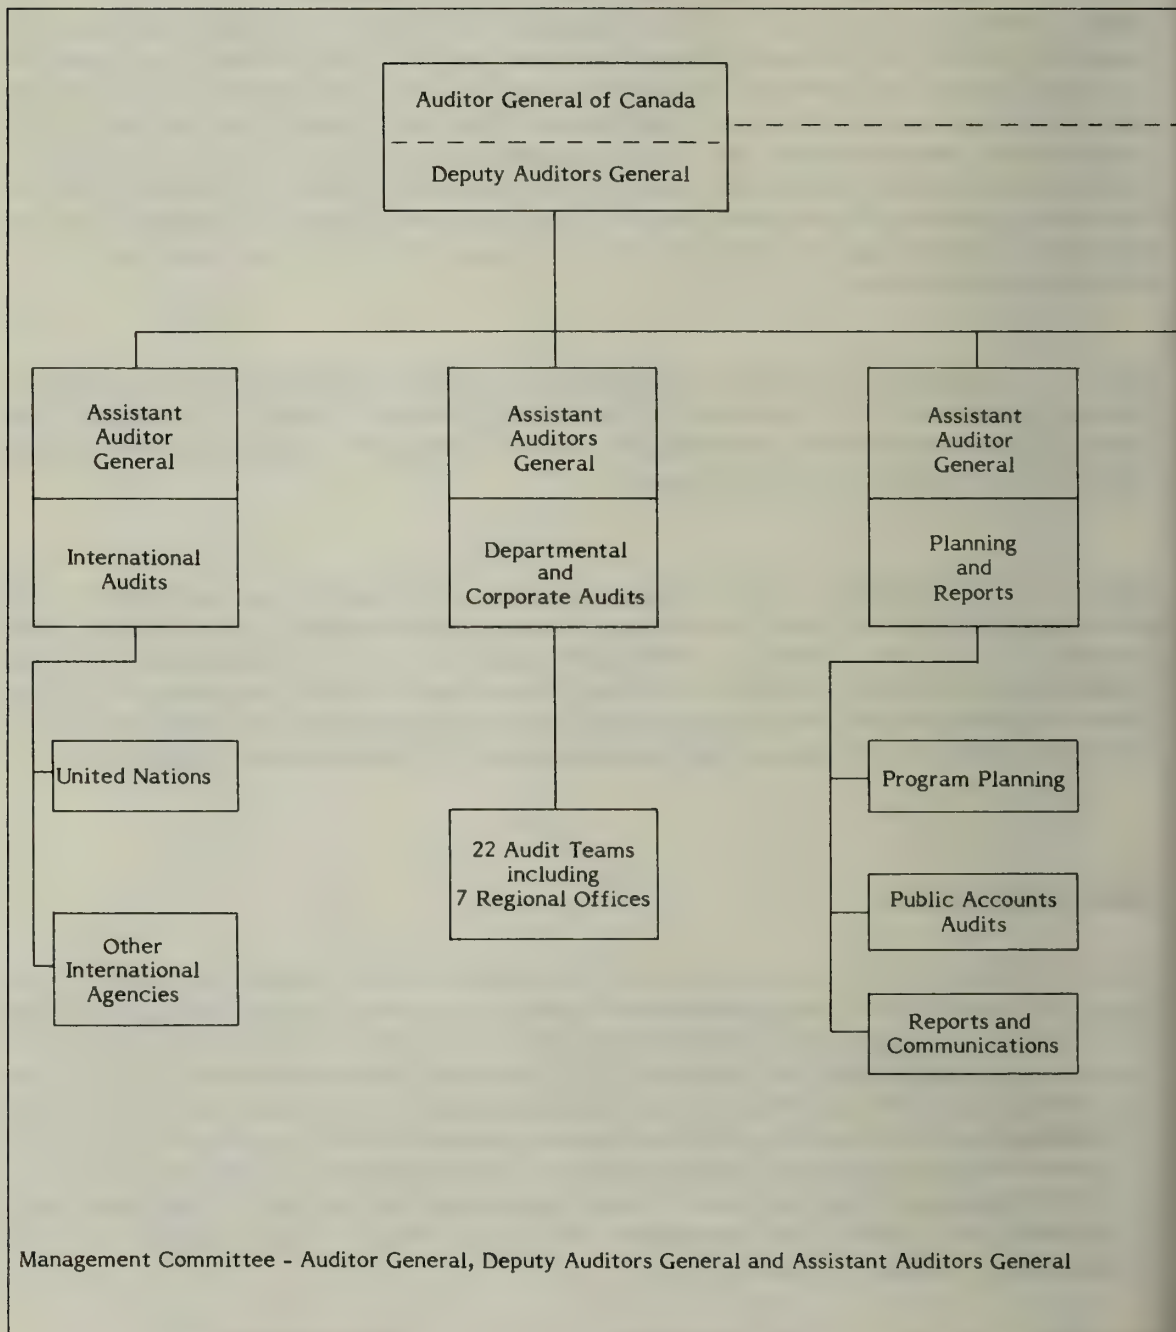 Auditor General of Canada
Deputy Auditors General
Assistant
Auditor
General
International
Audits
United Nations
Other
International
Agencies
Assistant
Auditors
General
Departmental
and
Corporate Audits
22 Audit Teams
including
7 Regional Offices
Assistant
Auditor
General
Planning
and
Reports
Program Planning
Public Accounts
Audits
Reports and
Communications
Management Committee - Auditor General, Deputy Auditors General and Assistant Auditors General